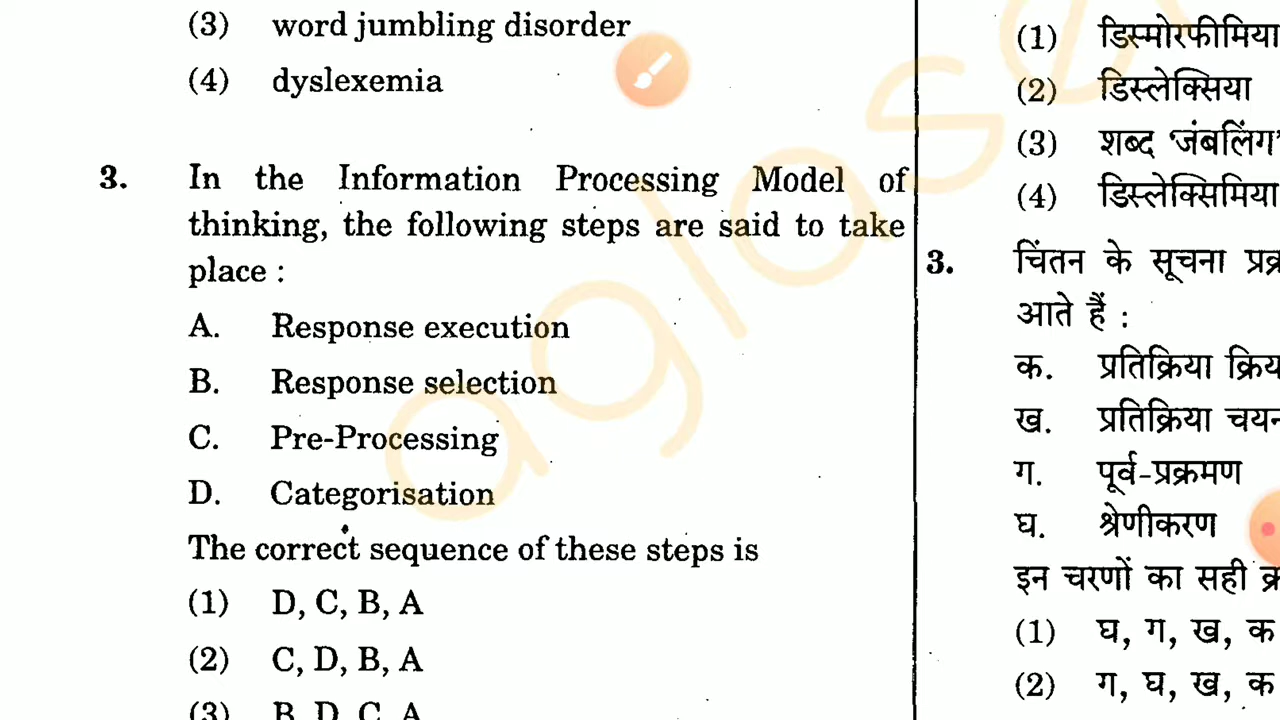 (3) word jumbling disorder
(4) dyslexemia
3. In the Information Processing Model of
thinking, the following steps are said to take
place :
A. Response execution
B. Response selection
C. Pre-Processing
D. Categorisation
The correct sequence of these steps is
(1) D, C, B, A
(2) C, D, B, A
(3) B, D, C, A
(1) डिस्मोरफीमिया
(2) डिस्लेक्सिया
(3) शब्द 'जंबलिंग'
(4) डिस्लेक्सिमिया
3. चिंतन के सूचना
आते हैं :
क. प्रतिक्रिया
ख. प्रतिक्रिया
ग. पूर्व-प्रक्रमण
घ. श्रेणीकरण
इन चरणों का सही
(1) घ, ग, ख, क
(2) ग, घ, ख, क